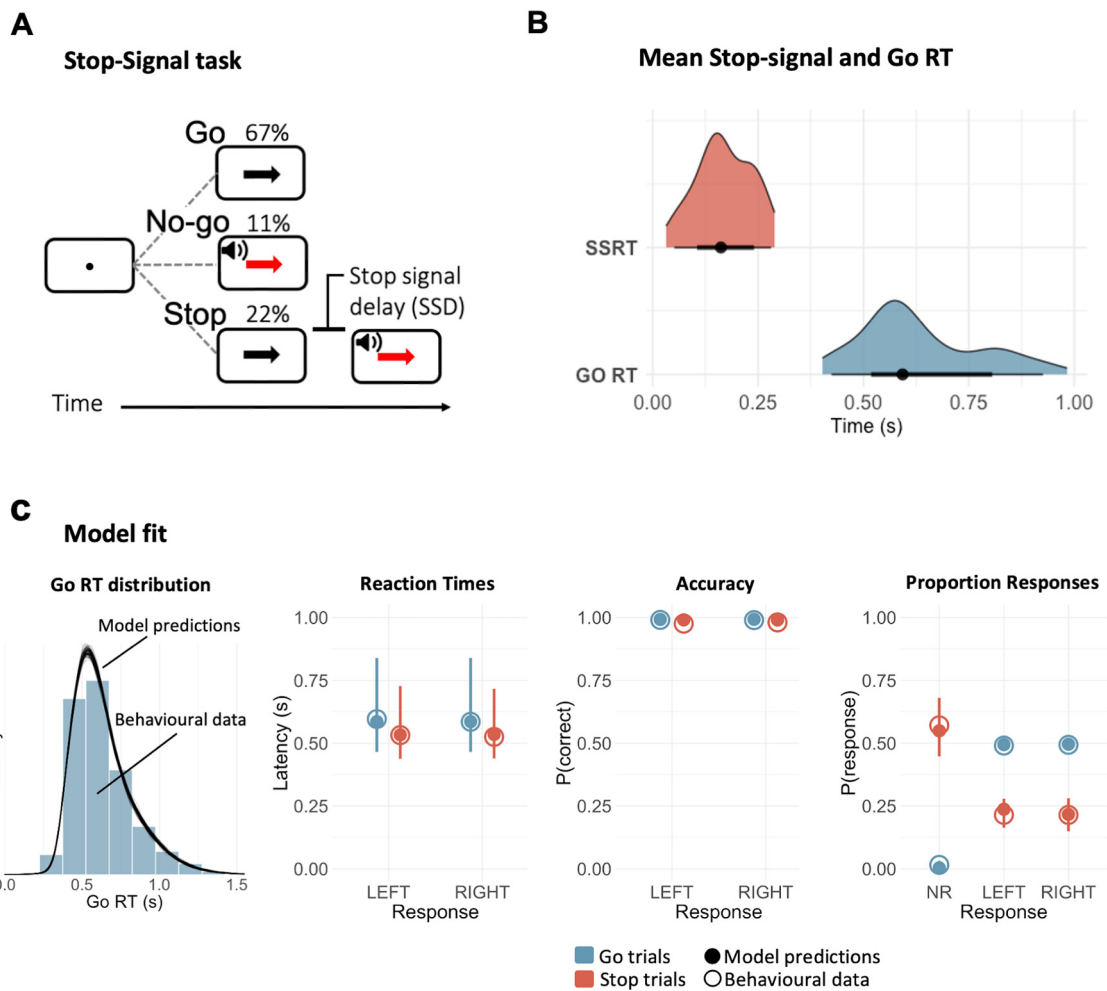 A
Stop-Signal task
Go 67%
No-go 11%
Stop 22%
Stop signal
delay (SSD)
Time
B
Mean Stop-signal and Go RT
SSRT
GO RT
0.00 0.25 0.50 0.75 1.00
Time (s)
C
Model fit
Go RT distribution
Model predictions
Behavioural data
0.5 1.0 1.5
Go RT (s)
Reaction Times
Latency (s)
1.00
0.75
0.50
0.25
0.00
LEFT RIGHT
Response
Accuracy
P(correct)
1.00
0.75
0.50
0.25
0.00
LEFT RIGHT
Response
Proportion Responses
P(response)
1.00
0.75
0.50
0.25
0.00
NR LEFT RIGHT
Response
Go trials
Model predictions
Stop trials
Behavioural data